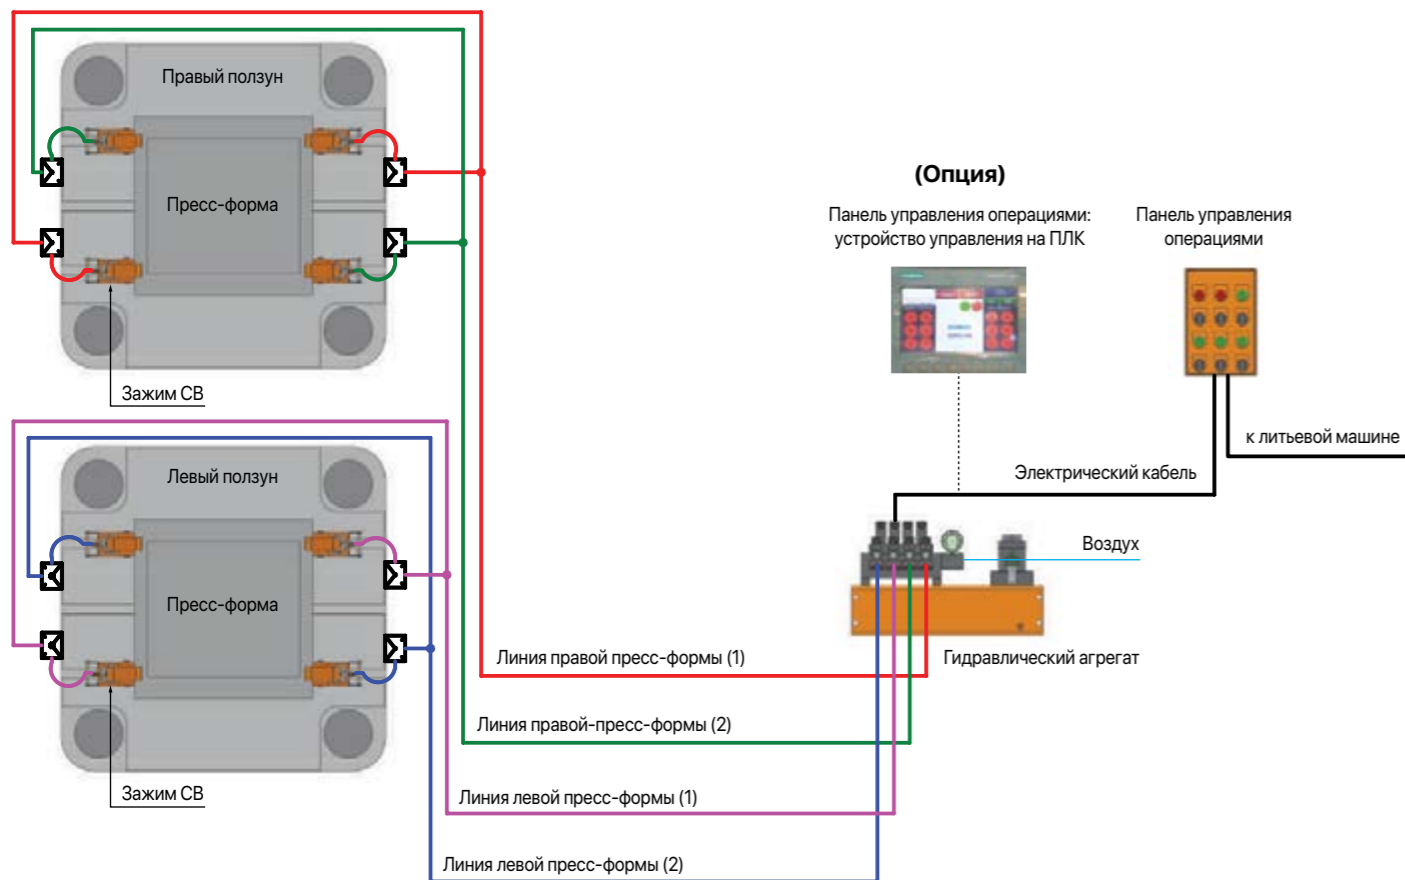 Правый ползун
Пресс-форма
Зажим СВ
Левый ползун
Пресс-форма
Зажим СВ
(Опция)
Панель управления операциями:
устройство управления на ПЛК
Панель управления
операциями
к литьевой машине
Электрический кабель
Воздух
Гидравлический агрегат
Линия правой пресс-формы (1)
Линия правой-пресс-формы (2)
Линия левой пресс-формы (1)
Линия левой пресс-формы (2)